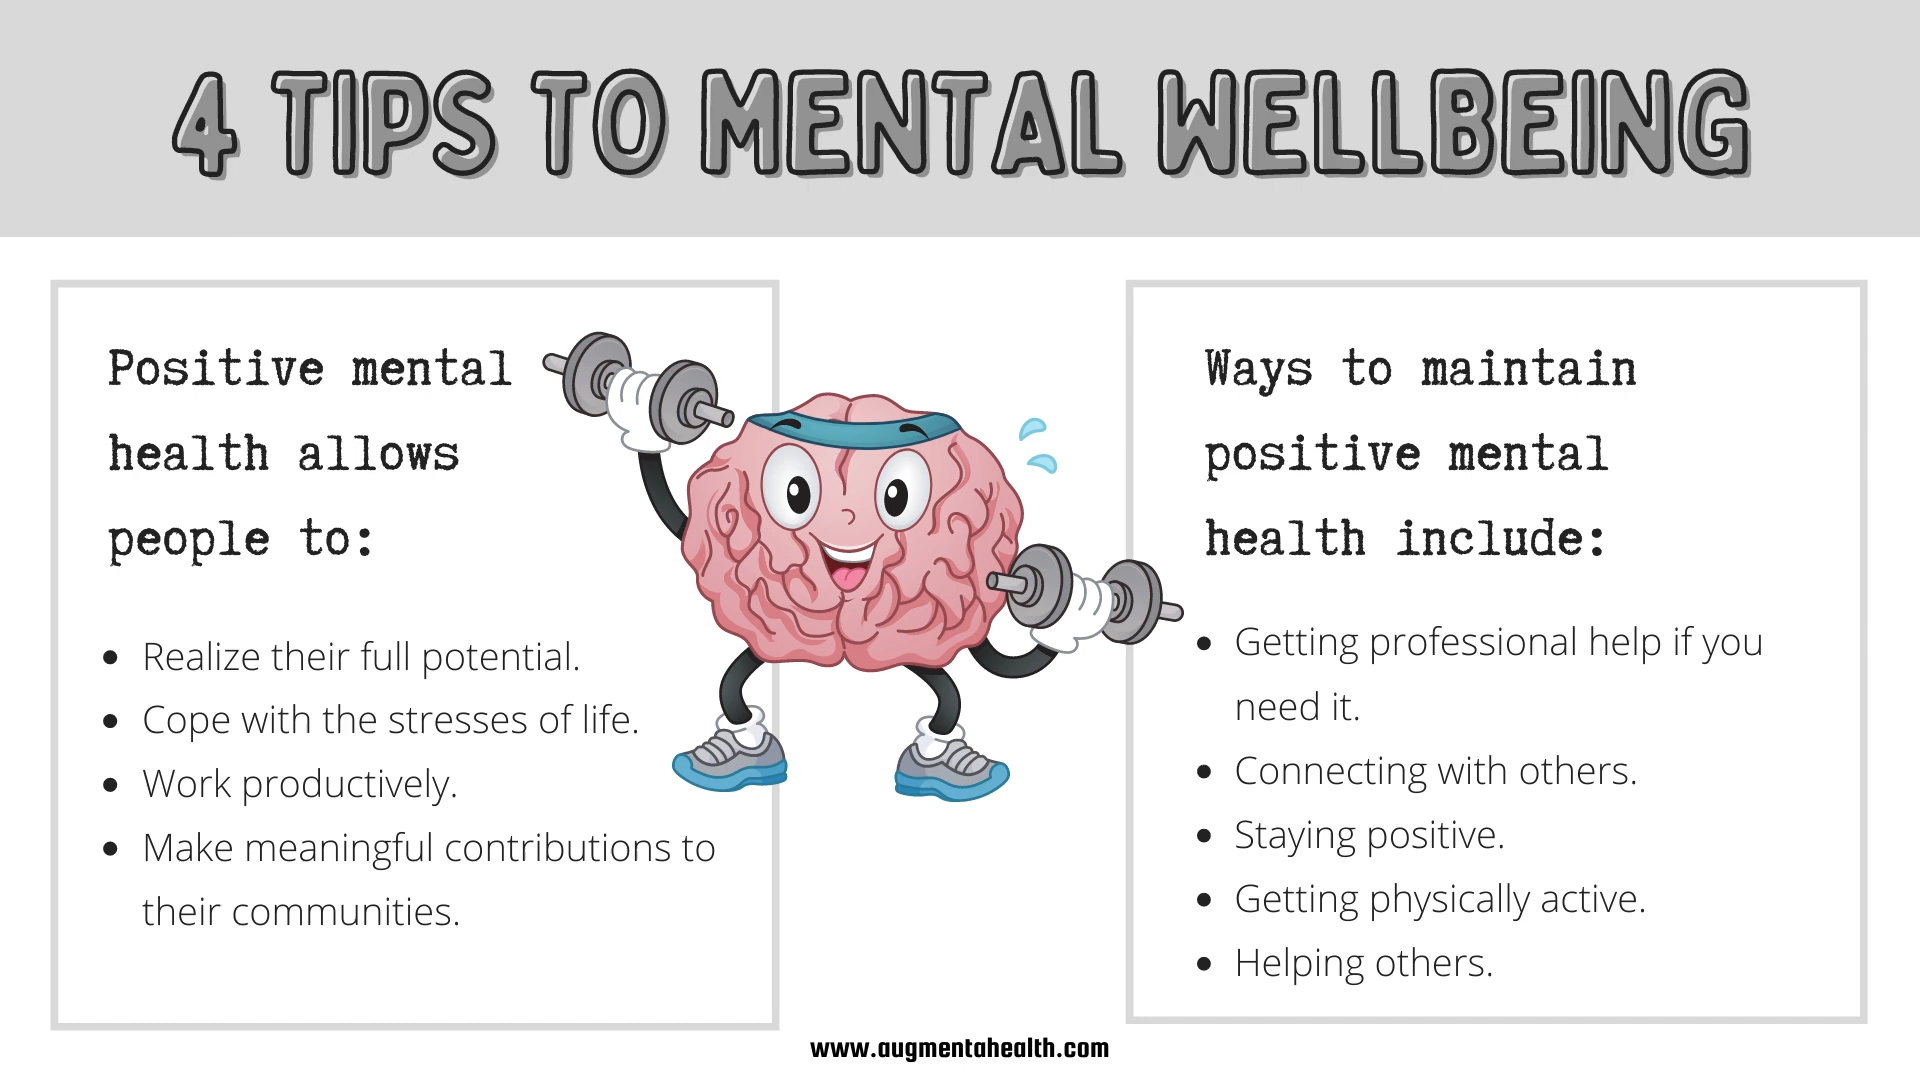 4 TIPS TO MENTAL WELLBEING
Positive mental
health allows
people to:
• Realize their full potential.
• Cope with the stresses of life.
• Work productively.
• Make meaningful contributions to
their communities.
Ways to maintain
positive mental
health include:
• Getting professional help if you
need it.
• Connecting with others.
• Staying positive.
• Getting physically active.
• Helping others.
www.augmentahealth.com